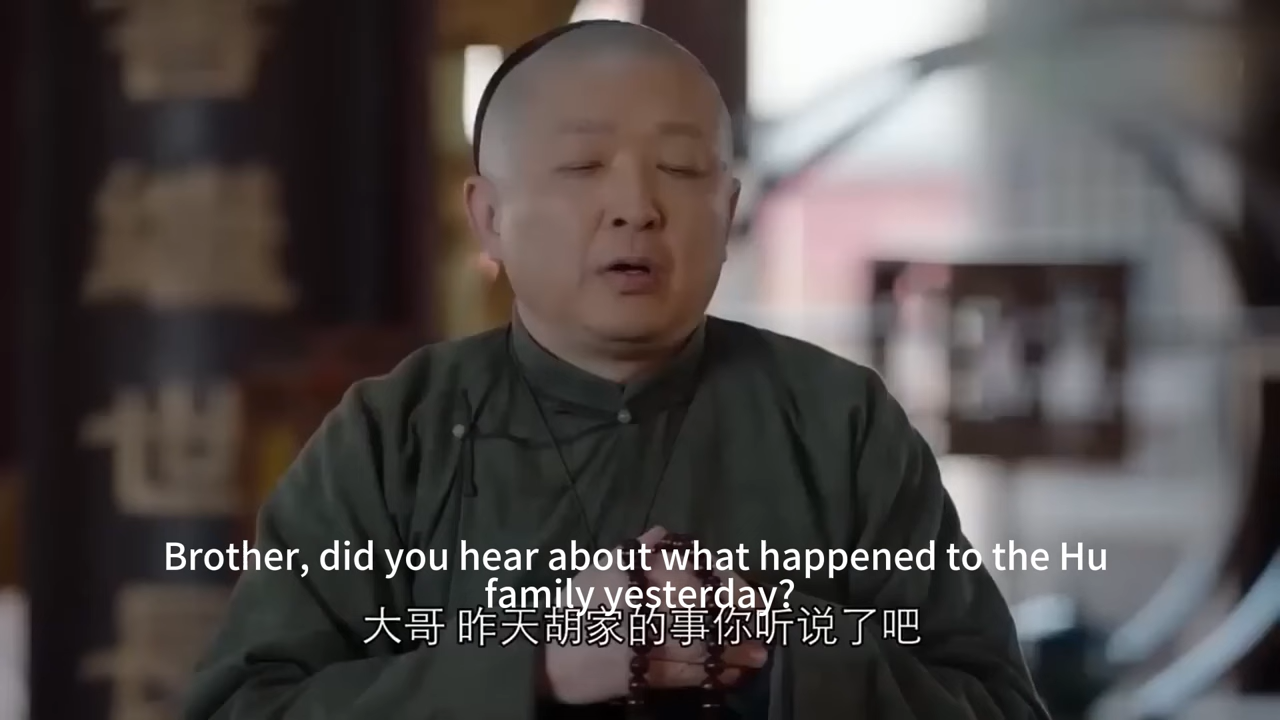 世
Brother, did you hear about what happened to the Hu
family yesterday?
大哥 昨天胡家的事你听说了吧